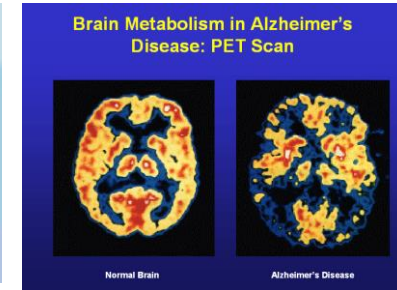 Brain Metabolism in Alzheimer's
Disease: PET Scan
Normal Brain
Alzheimer's Disease